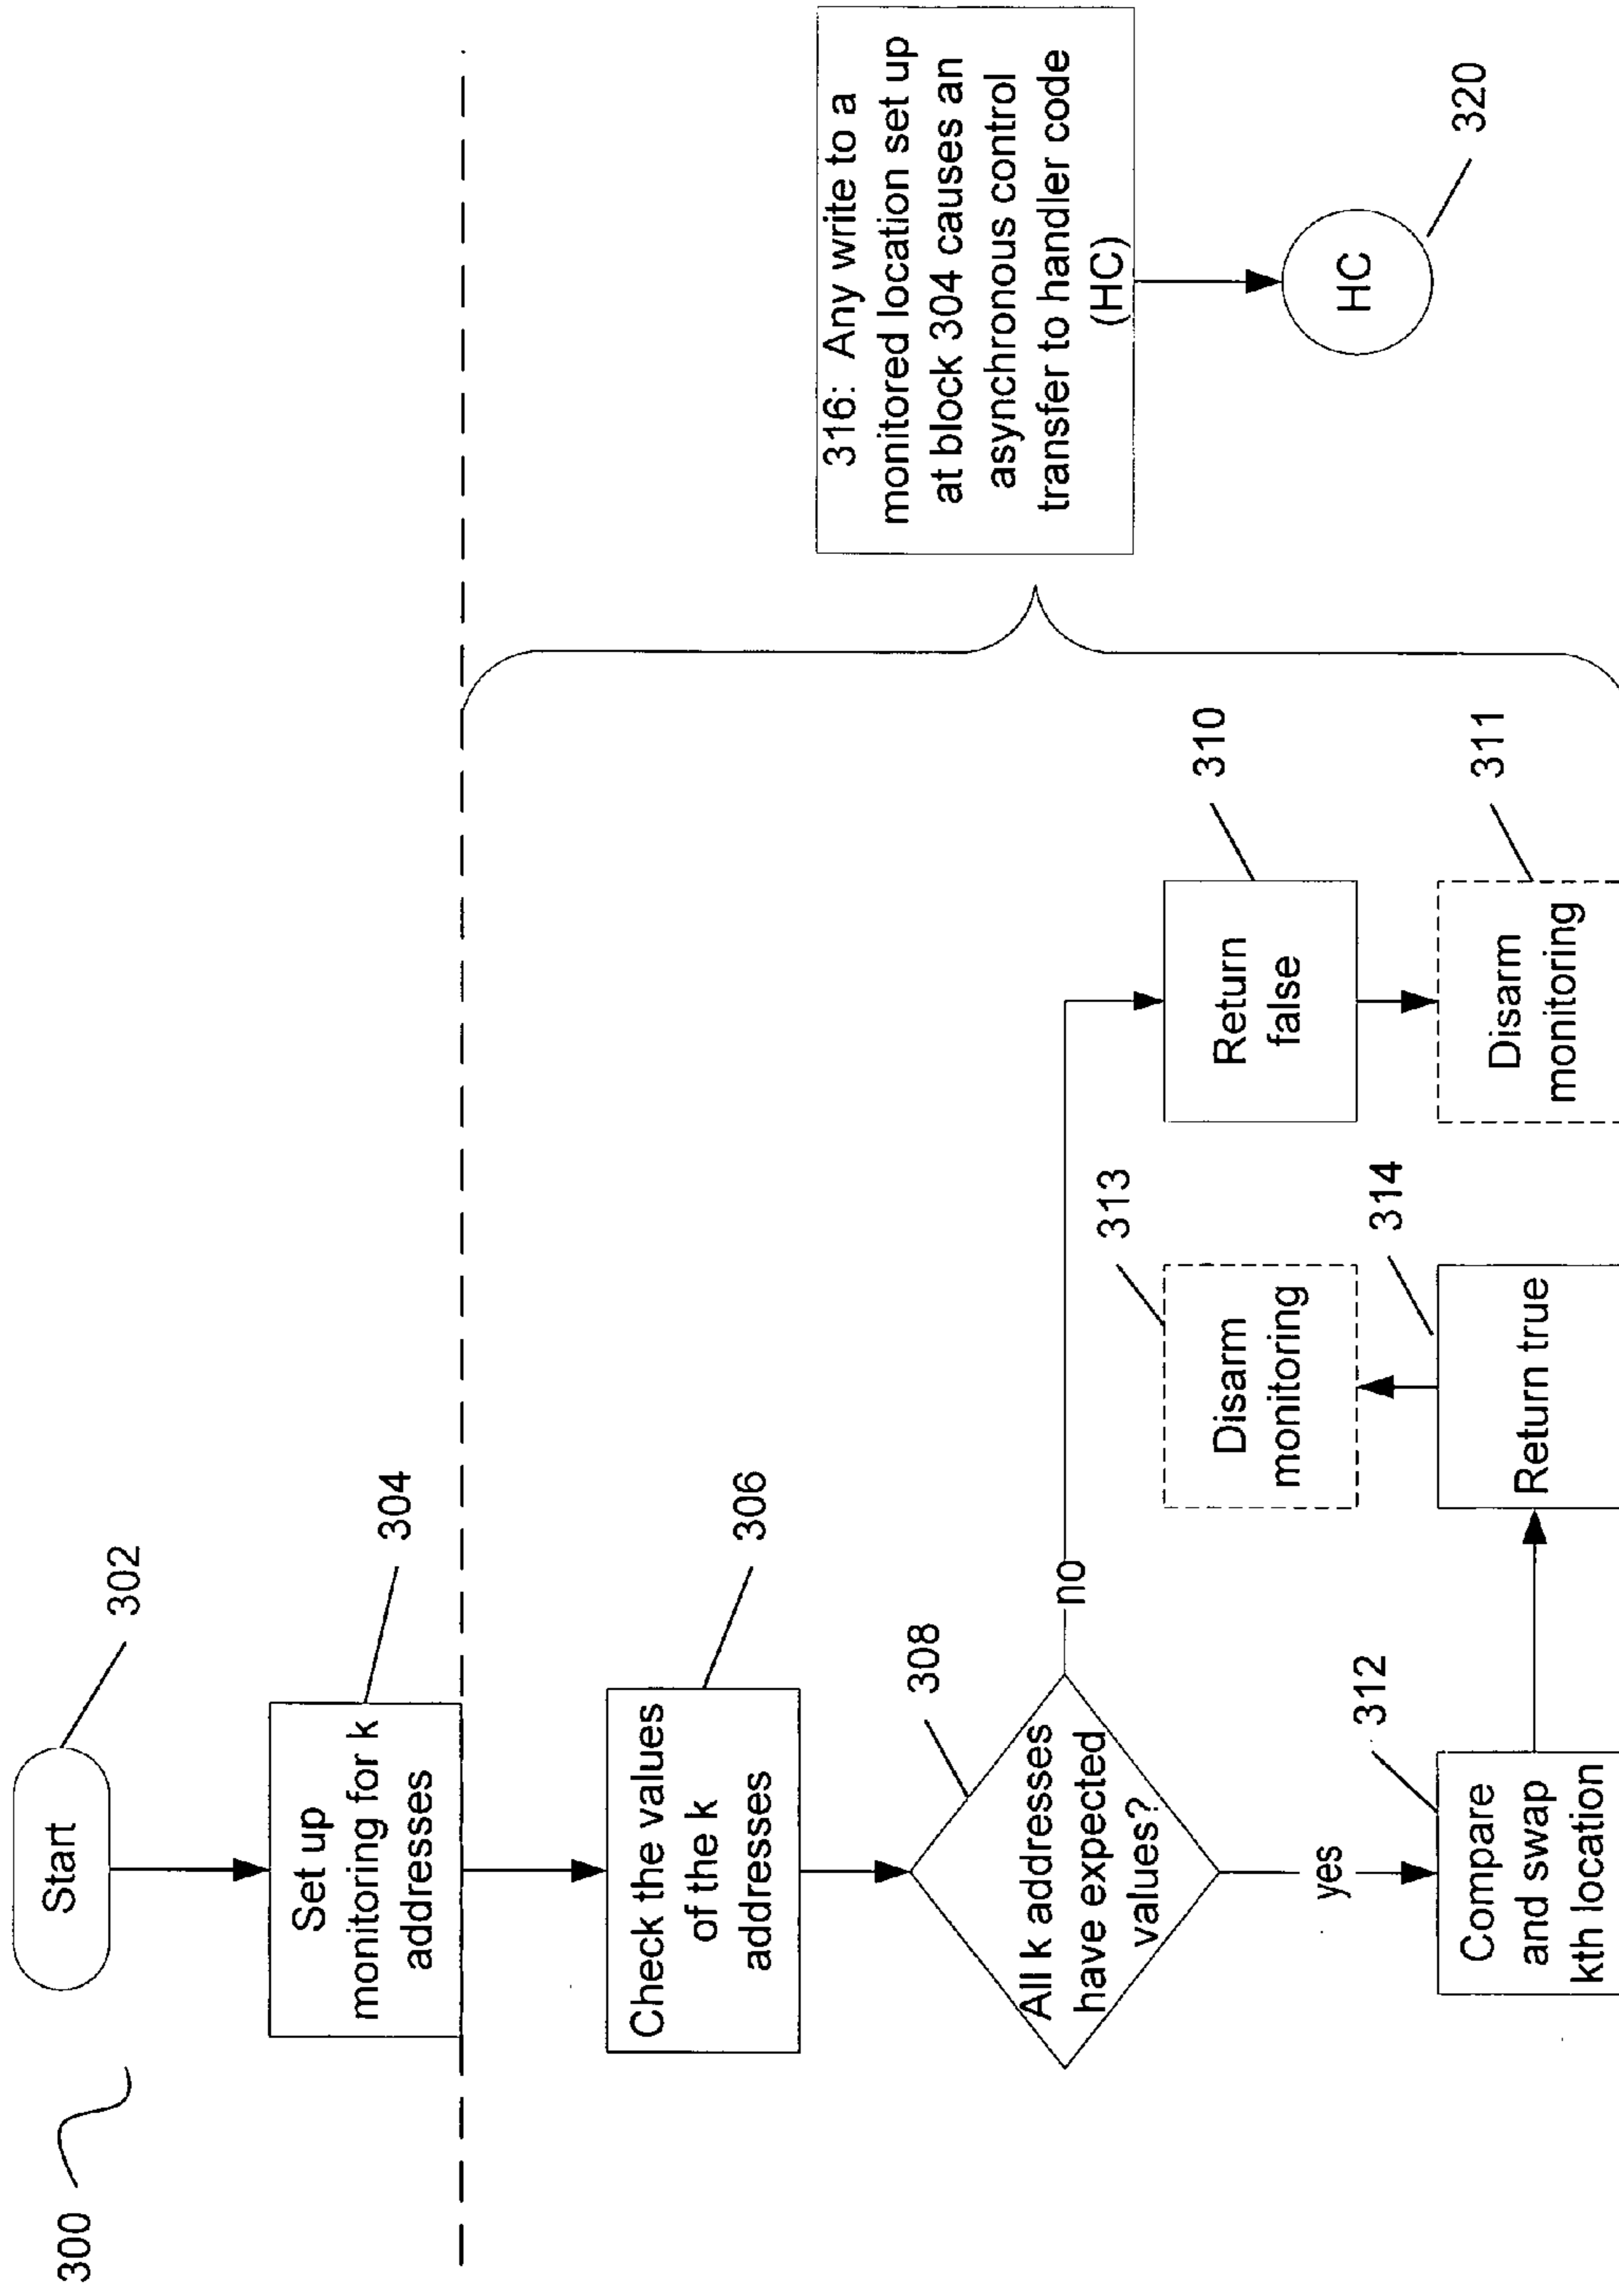 300
Start
302
Set up
monitoring for k
addresses
304
Check the values
of the k
addresses
306
All k addresses
have expected
values?
308
no
yes
Return
false
310
Disarm
monitoring
311
Compare
and swap
kth location
312
Return true
314
Disarm
monitoring
313
316: Any write to a
monitored location set up
at block 304 causes an
asynchronous control
transfer to handler code
(HC)
HC
320